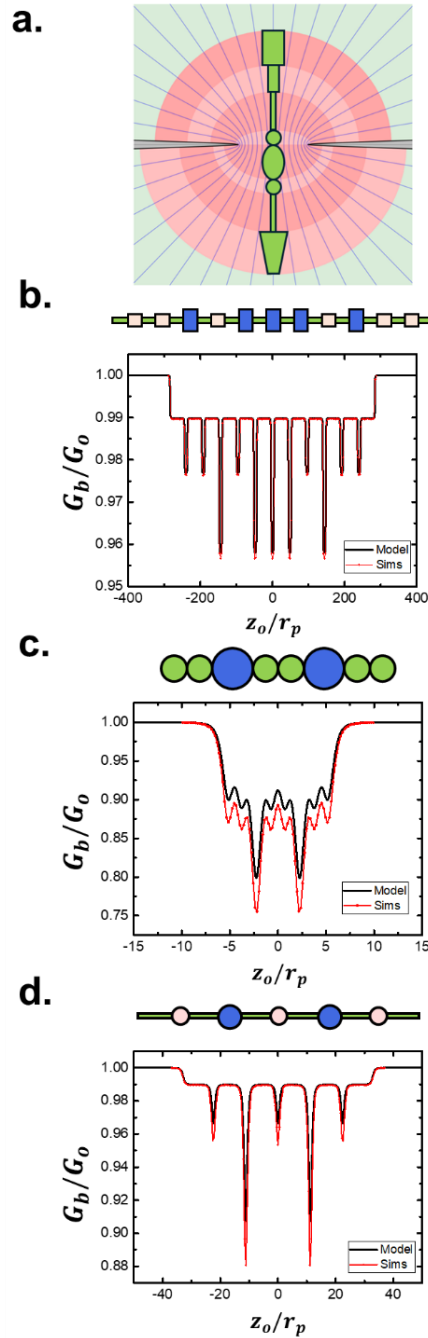 a.
b.
1.00
0.99
0.98
0.97
0.96
0.95
G_b/G_o
Model
Sims
-400 -200 0 200 400
z_o/r_p
c.
1.00
0.95
0.90
0.85
0.80
0.75
G_b/G_o
Model
Sims
-15 -10 -5 0 5 10 15
z_o/r_p
d.
1.00
0.98
0.96
0.94
0.92
0.90
0.88
G_b/G_o
Model
Sims
-40 -20 0 20 40
z_o/r_p